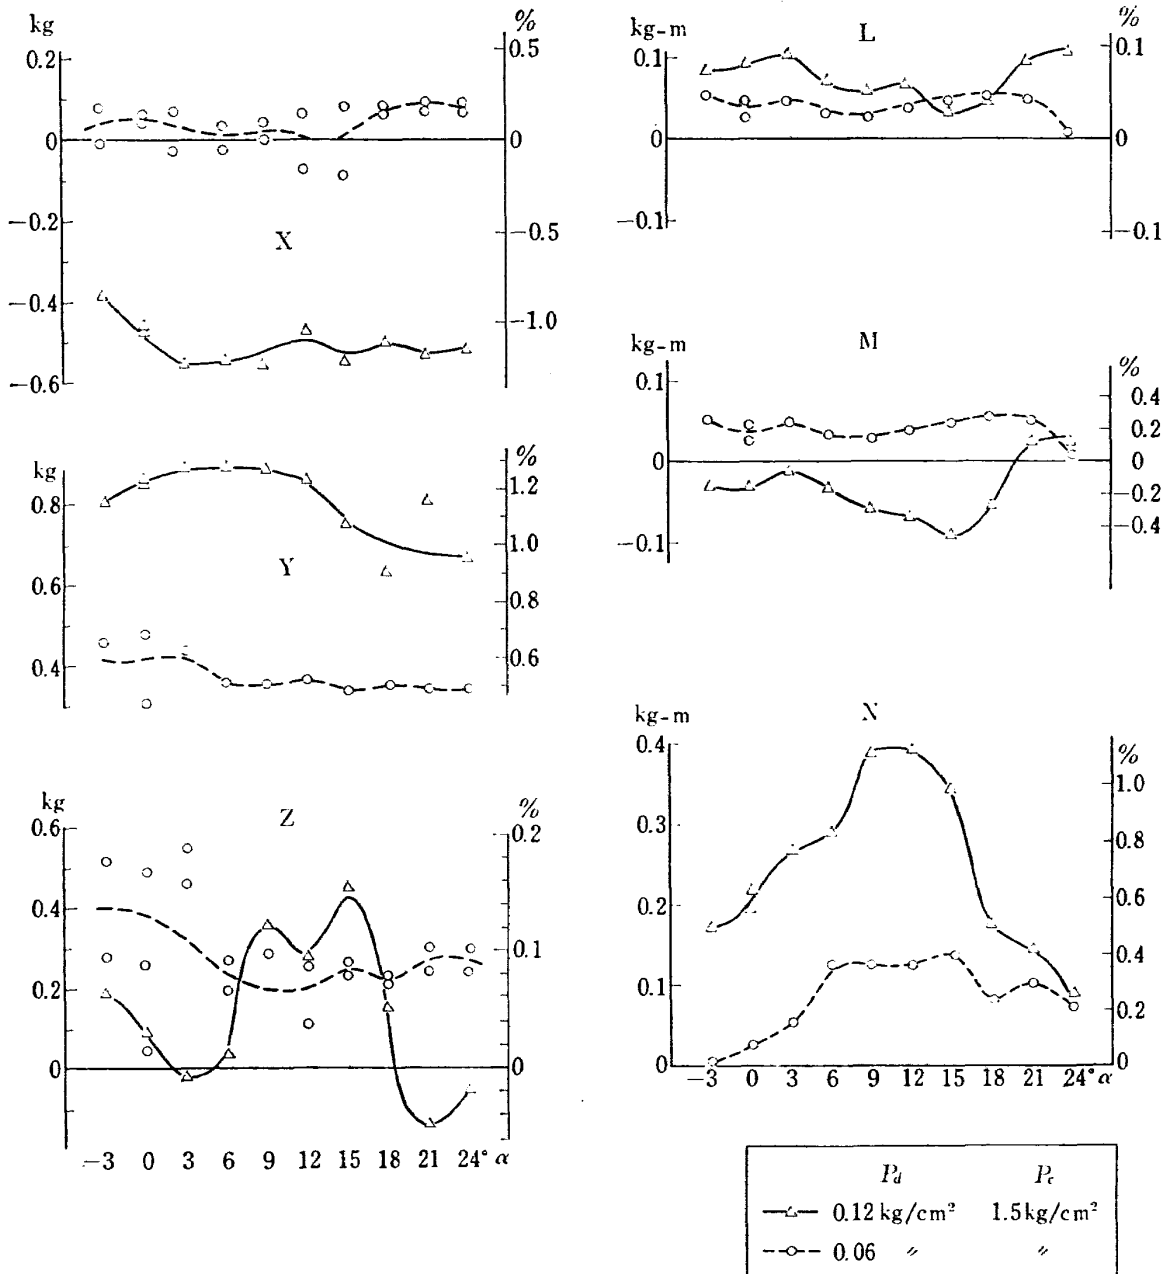 kg %
0.2 0.5
0 0
−0.2 −0.5
X
−0.4 −1.0
−0.6
kg %
0.8 1.2
1.0
Y
0.6 0.8
0.4 0.6
kg %
Z
0.6 0.2
0.4
0.1
0.2
0 0
−3 0 3 6 9 12 15 18 21 24° α
kg-m L %
0.1 0.1
0 0
−0.1 −0.1
kg-m M %
0.1 0.4
0.2
0 0
−0.2
−0.4
−0.1
kg-m N %
0.4
1.0
0.3 0.8
0.6
0.2
0.4
0.1
0.2
0 0
−3 0 3 6 9 12 15 18 21 24° α
P_d P_c
0.12 kg/cm² 1.5kg/cm²
0.06 〃 〃